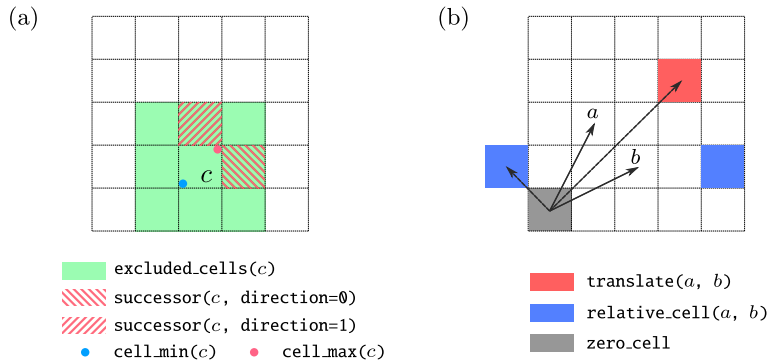 (a)
(b)
a
b
c
excluded_cells(c)
successor(c, direction=0)
successor(c, direction=1)
cell_min(c) cell_max(c)
translate(a, b)
relative_cell(a, b)
zero_cell